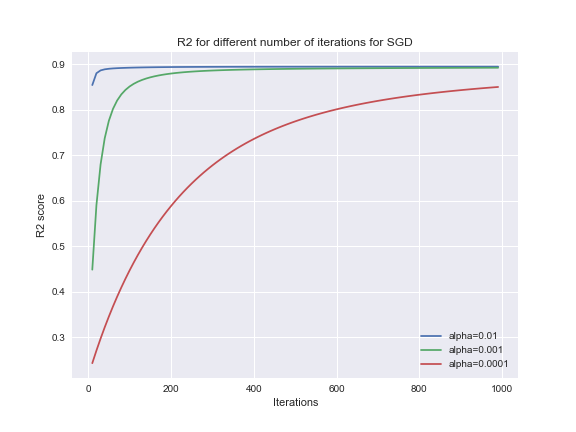 R2 for different number of iterations for SGD
R2 score
0.9
0.8
0.7
0.6
0.5
0.4
0.3
alpha=0.01
alpha=0.001
alpha=0.0001
0 200 400 600 800 1000
Iterations